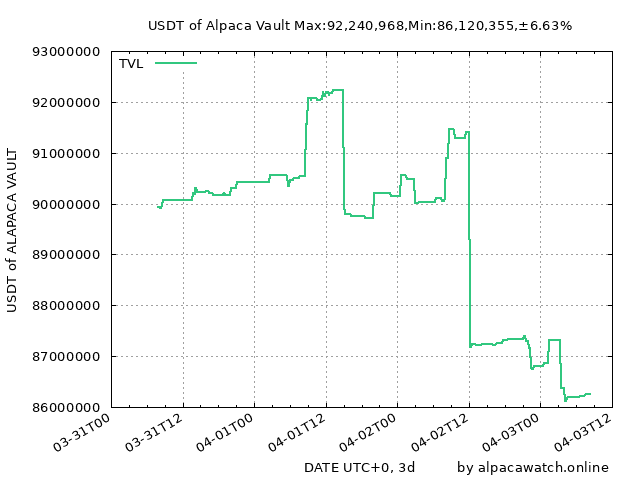 USDT of Alpaca Vault Max:92,240,968,Min:86,120,355,±6.63%
93000000
TVL
92000000
91000000
90000000
89000000
88000000
87000000
86000000
USDT of ALAPACA VAULT
03-31T00
03-31T12
04-01T00
04-01T12
04-02T00
04-02T12
04-03T00
04-03T12
DATE UTC+0, 3d
by alpacawatch.online